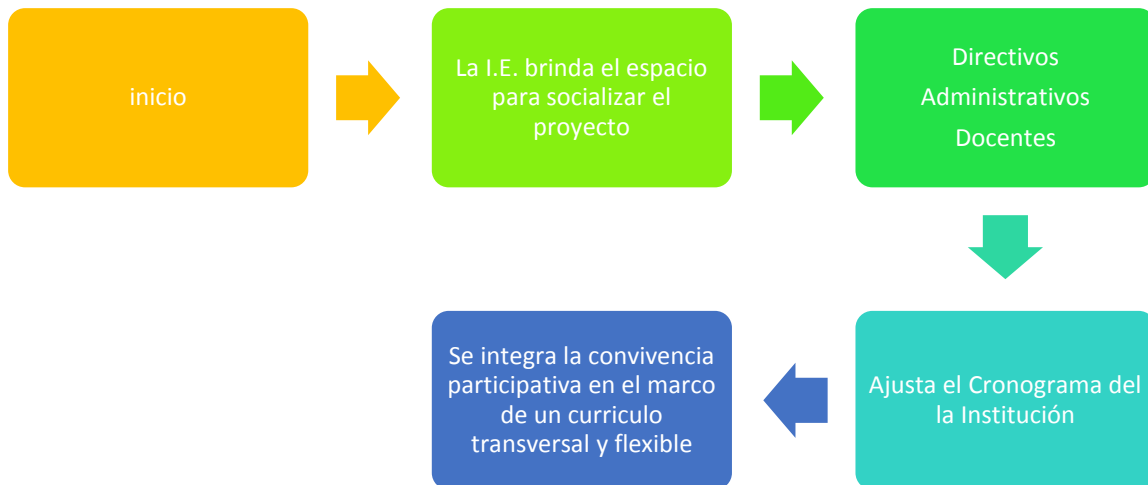 inicio
La I.E. brinda el espacio
para socializar el
proyecto
Directivos
Administrativos
Docentes
Ajusta el Cronograma del
la Institución
Se integra la convivencia
participativa en el marco
de un curriculo
transversal y flexible